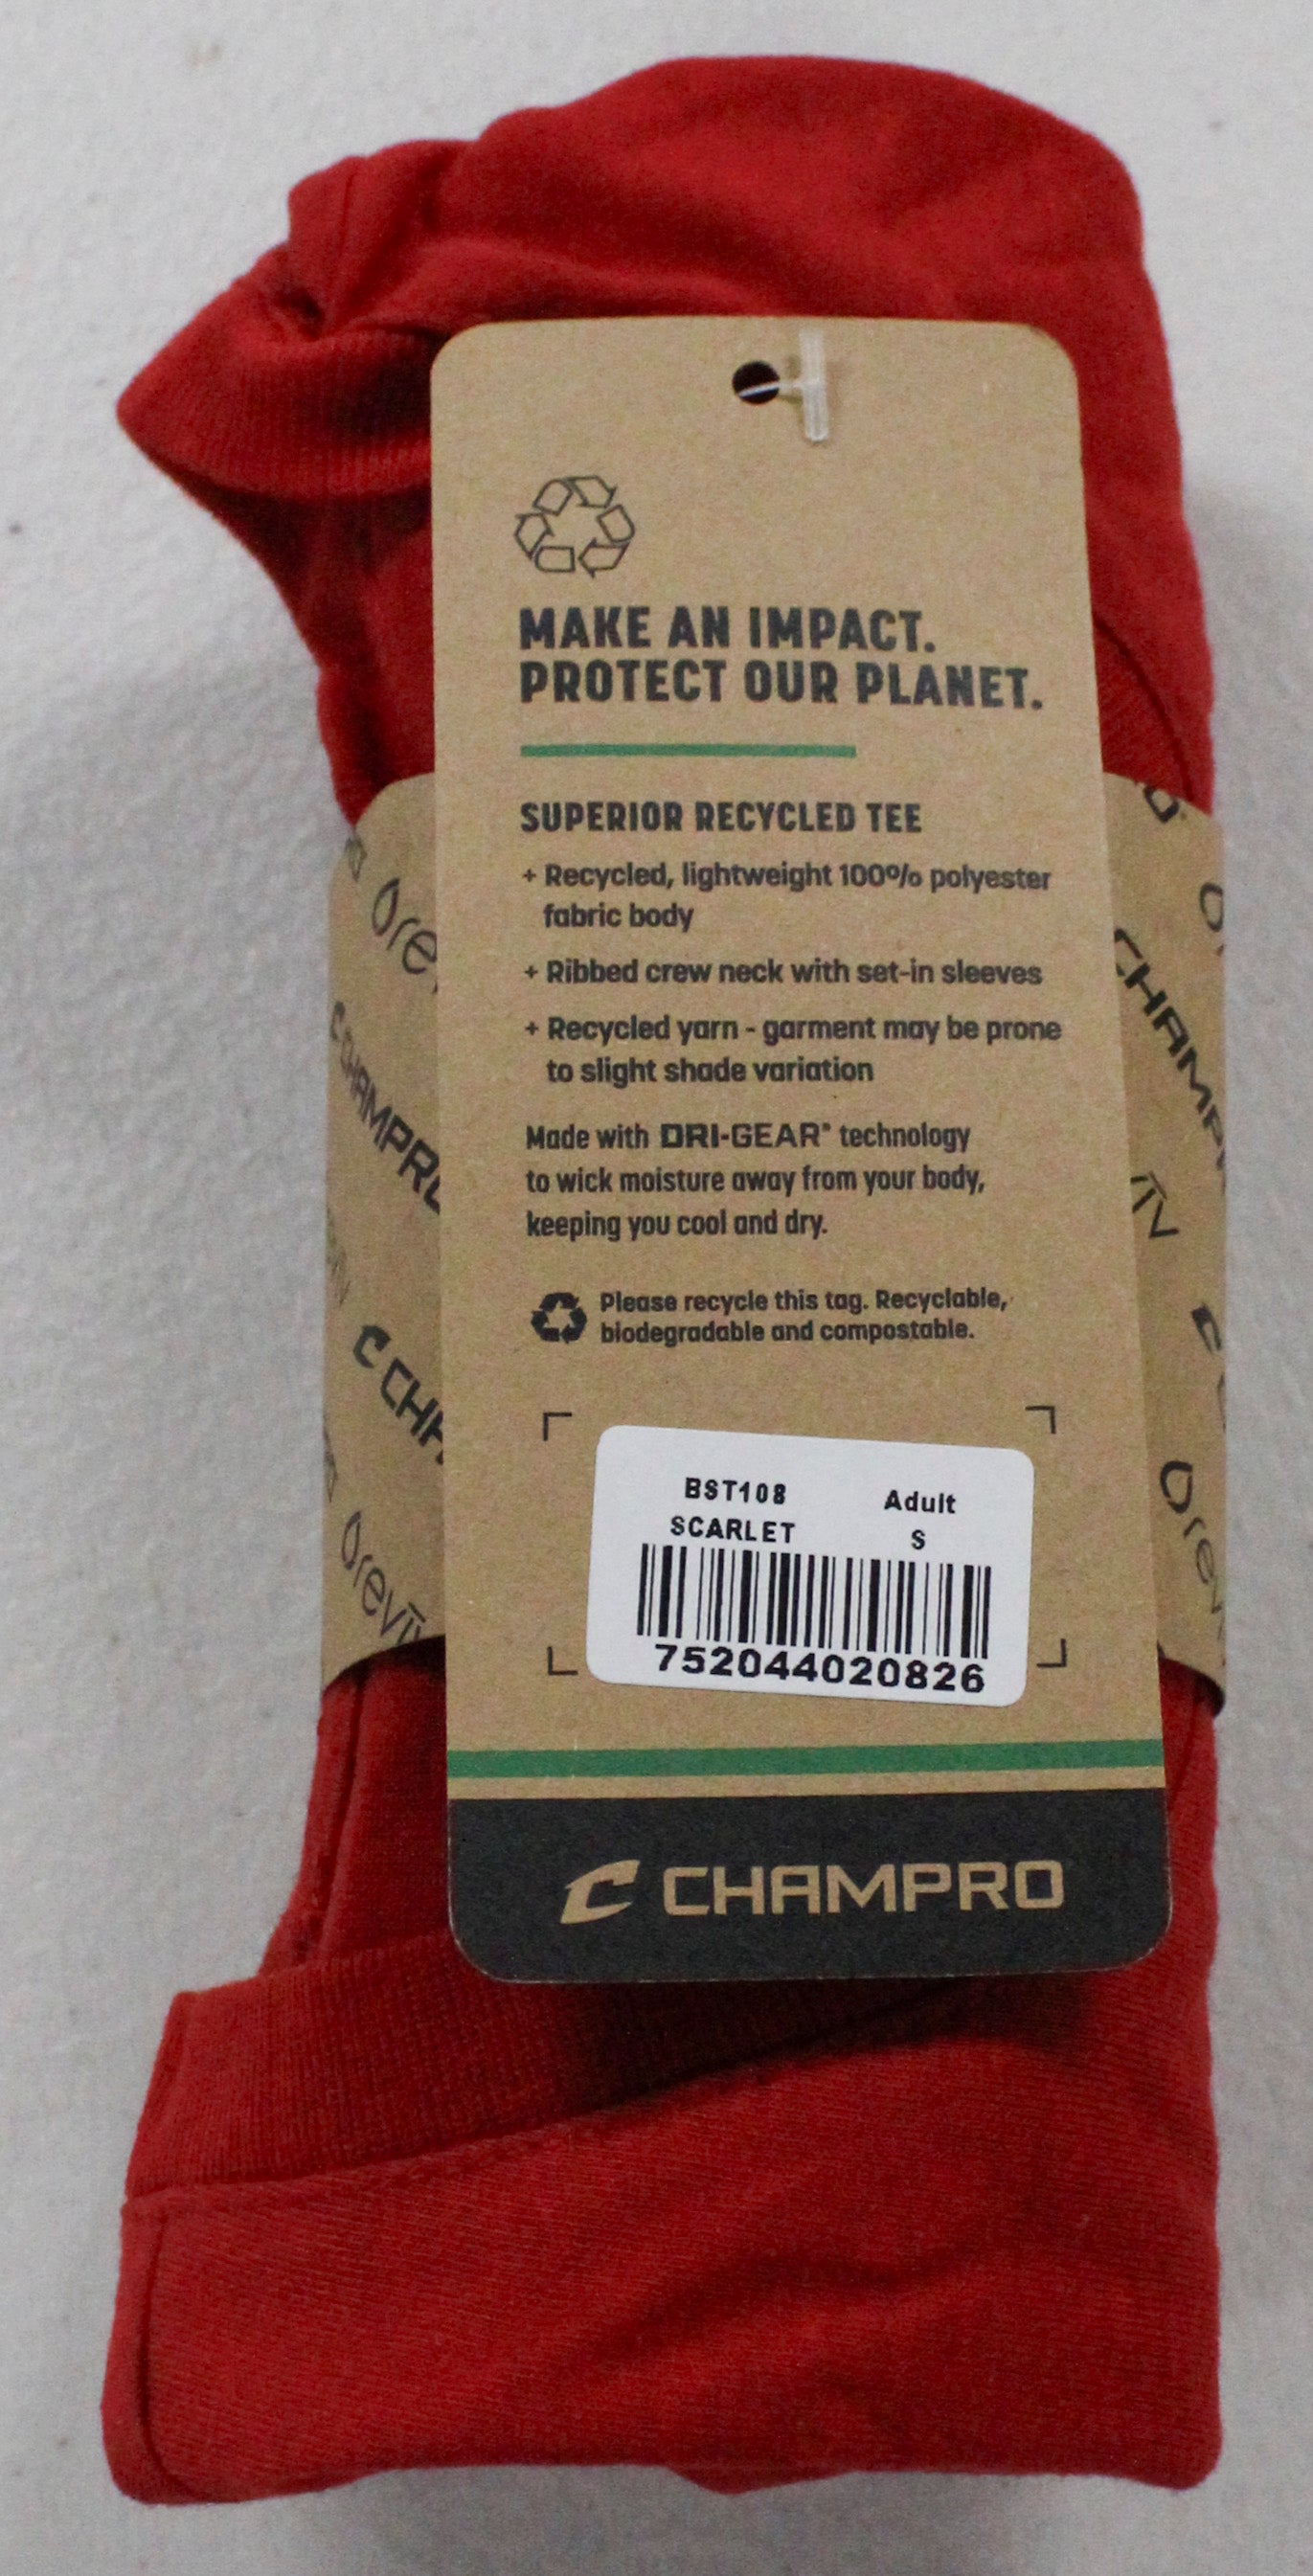 MAKE AN IMPACT.
PROTECT OUR PLANET.
SUPERIOR RECYCLED TEE
+ Recycled, lightweight 100% polyester
fabric body
+ Ribbed crew neck with set-in sleeves
+ Recycled yarn - garment may be prone
to slight shade variation
Made with DRI-GEAR® technology
to wick moisture away from your body,
keeping you cool and dry.
Please recycle this tag. Recyclable,
biodegradable and compostable.
BST108 Adult
SCARLET S
752044020826
CHAMPRO